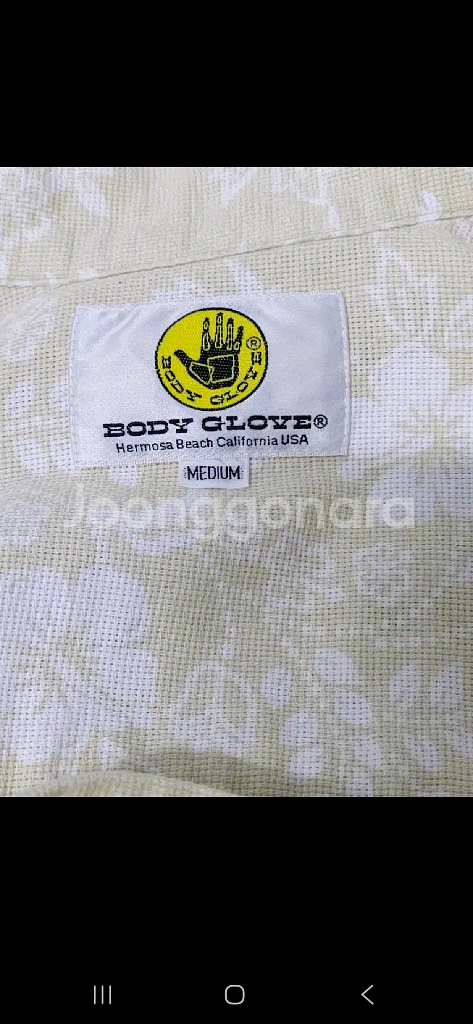 BODY GLOVE®
BODY GLOVE®
Hermosa Beach California USA
MEDIUM
Joonggonara